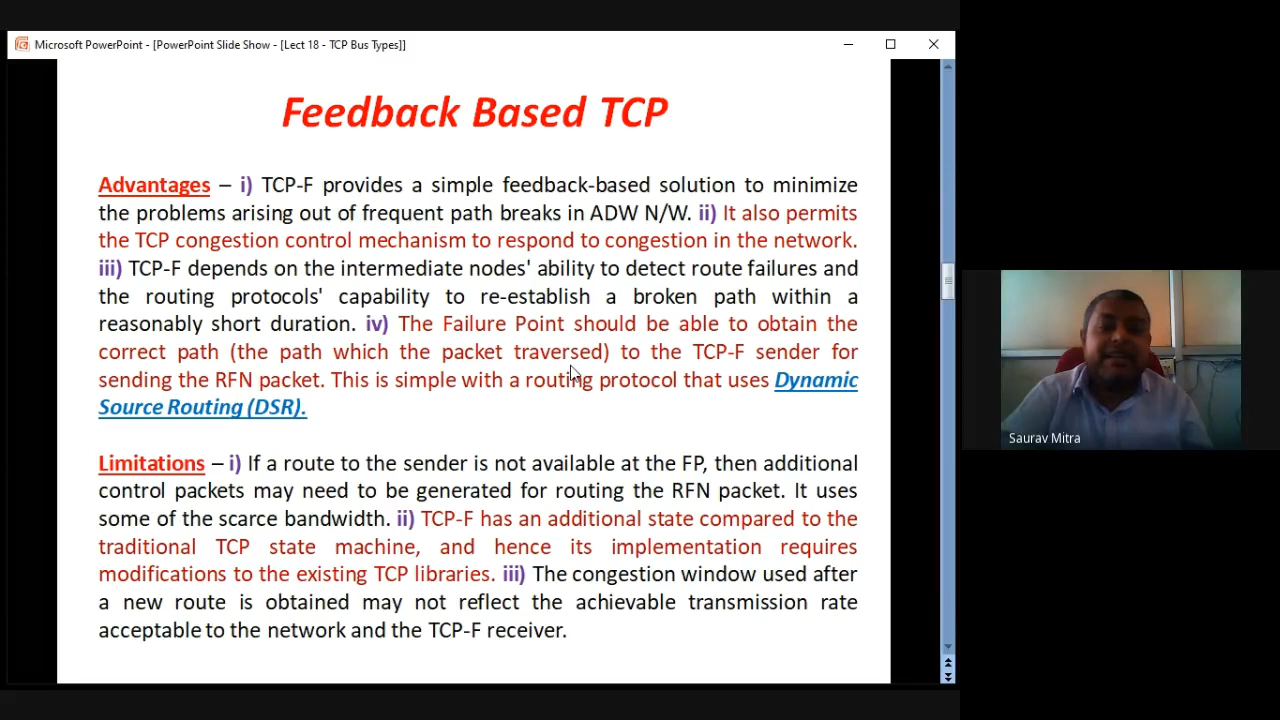 Microsoft PowerPoint - [PowerPoint Slide Show - [Lect 18 - TCP Bus Types]]
Feedback Based TCP
Advantages – i) TCP-F provides a simple feedback-based solution to minimize
the problems arising out of frequent path breaks in ADW N/W. ii) It also permits
the TCP congestion control mechanism to respond to congestion in the network.
iii) TCP-F depends on the intermediate nodes' ability to detect route failures and
the routing protocols' capability to re-establish a broken path within a
reasonably short duration. iv) The Failure Point should be able to obtain the
correct path (the path which the packet traversed) to the TCP-F sender for
sending the RFN packet. This is simple with a routing protocol that uses Dynamic
Source Routing (DSR).
Limitations – i) If a route to the sender is not available at the FP, then additional
control packets may need to be generated for routing the RFN packet. It uses
some of the scarce bandwidth. ii) TCP-F has an additional state compared to the
traditional TCP state machine, and hence its implementation requires
modifications to the existing TCP libraries. iii) The congestion window used after
a new route is obtained may not reflect the achievable transmission rate
acceptable to the network and the TCP-F receiver.
Saurav Mitra